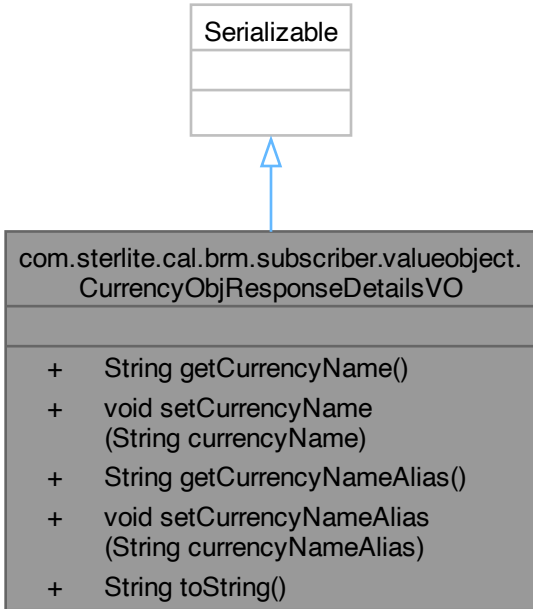 Serializable
com.sterlite.cal.brm.subscriber.valueobject.
CurrencyObjResponseDetailsVO
+ String getCurrencyName()
+ void setCurrencyName
(String currencyName)
+ String getCurrencyNameAlias()
+ void setCurrencyNameAlias
(String currencyNameAlias)
+ String toString()